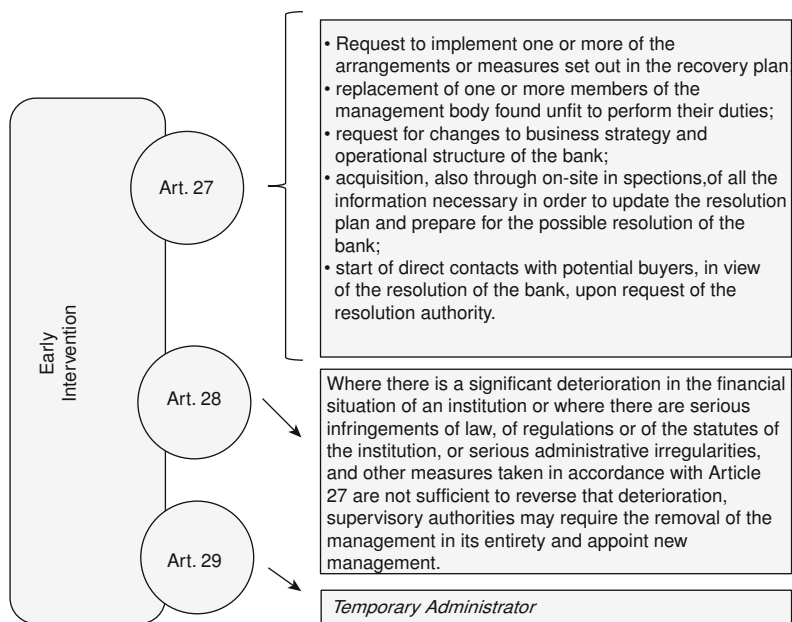 Early
Intervention
Art. 27
• Request to implement one or more of the
arrangements or measures set out in the recovery plan;
• replacement of one or more members of the
management body found unfit to perform their duties;
• request for changes to business strategy and
operational structure of the bank;
• acquisition, also through on-site in spections,of all the
information necessary in order to update the resolution
plan and prepare for the possible resolution of the
bank;
• start of direct contacts with potential buyers, in view
of the resolution of the bank, upon request of the
resolution authority.
Art. 28
Where there is a significant deterioration in the financial
situation of an institution or where there are serious
infringements of law, of regulations or of the statutes of
the institution, or serious administrative irregularities,
and other measures taken in accordance with Article
27 are not sufficient to reverse that deterioration,
supervisory authorities may require the removal of the
management in its entirety and appoint new
management.
Art. 29
Temporary Administrator